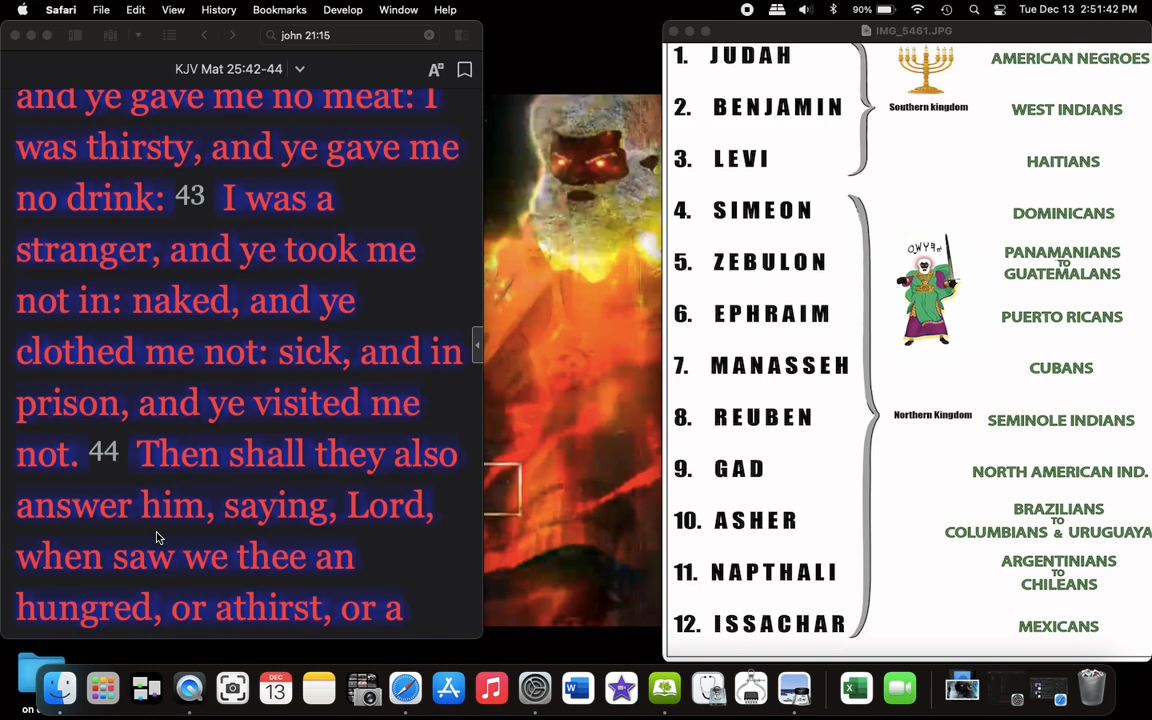 Safari File Edit View History Bookmarks Develop Window Help
90% Tue Dec 13 2:51:42 PM
john 21:15
KJV Mat 25:42-44
and ye gave me no meat: I
was thirsty, and ye gave me
no drink: 43 I was a
stranger, and ye took me
not in: naked, and ye
clothed me not: sick, and in
prison, and ye visited me
not. 44 Then shall they also
answer him, saying, Lord,
when saw we thee an
hungred, or athirst, or a
IMG_5461.JPG
1. JUDAH
AMERICAN NEGROES
2. BENJAMIN
Southern kingdom
WEST INDIANS
3. LEVI
HAITIANS
4. SIMEON
DOMINICANS
5. ZEBULON
PANAMANIANS
TO
GUATEMALANS
6. EPHRAIM
PUERTO RICANS
7. MANASSEH
CUBANS
8. REUBEN
Northern Kingdom
SEMINOLE INDIANS
9. GAD
NORTH AMERICAN IND.
10. ASHER
BRAZILIANS
TO
COLUMBIANS & URUGUAYA
11. NAPTHALI
ARGENTINIANS
TO
CHILEANS
12. ISSACHAR
MEXICANS
on
DEC
13